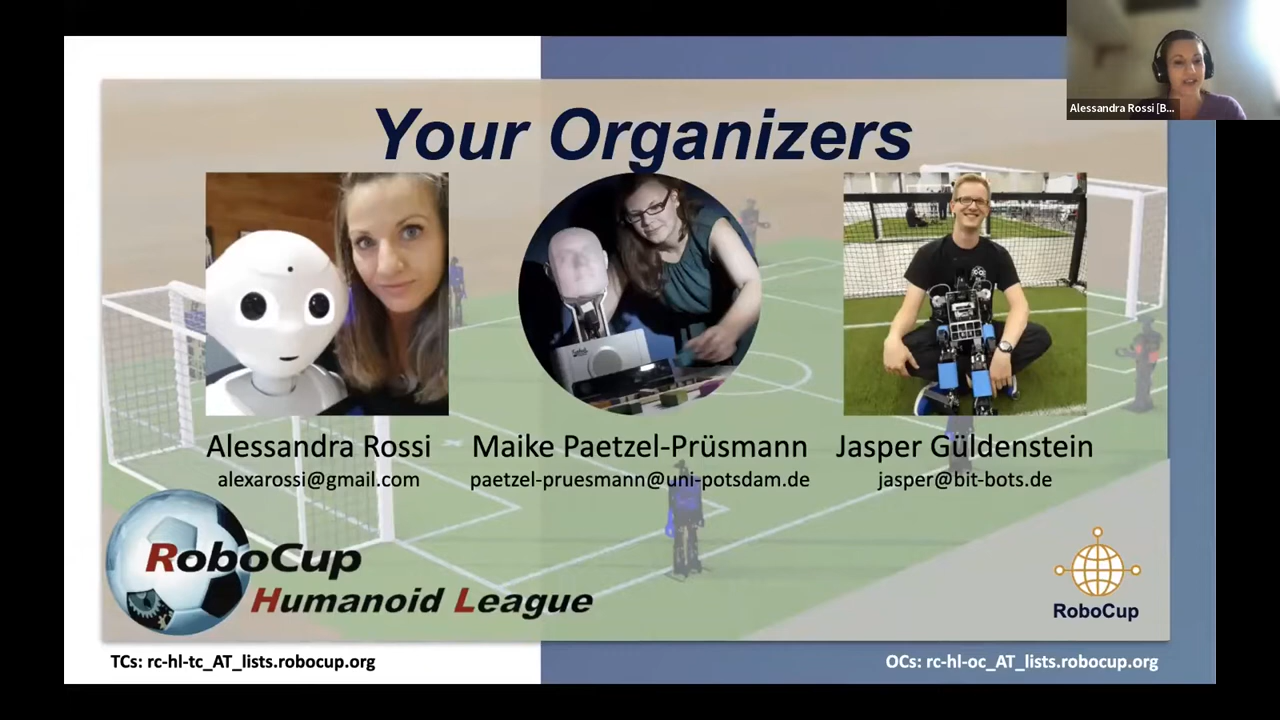 Alessandra Rossi [B...
Your Organizers
Alessandra Rossi
alexarossi@gmail.com
Maike Paetzel-Prüsmann
paetzel-pruesmann@uni-potsdam.de
Jasper Güldenstein
jasper@bit-bots.de
RoboCup
Humanoid League
RoboCup
TCs: rc-hl-tc_AT_lists.robocup.org
OCs: rc-hl-oc_AT_lists.robocup.org